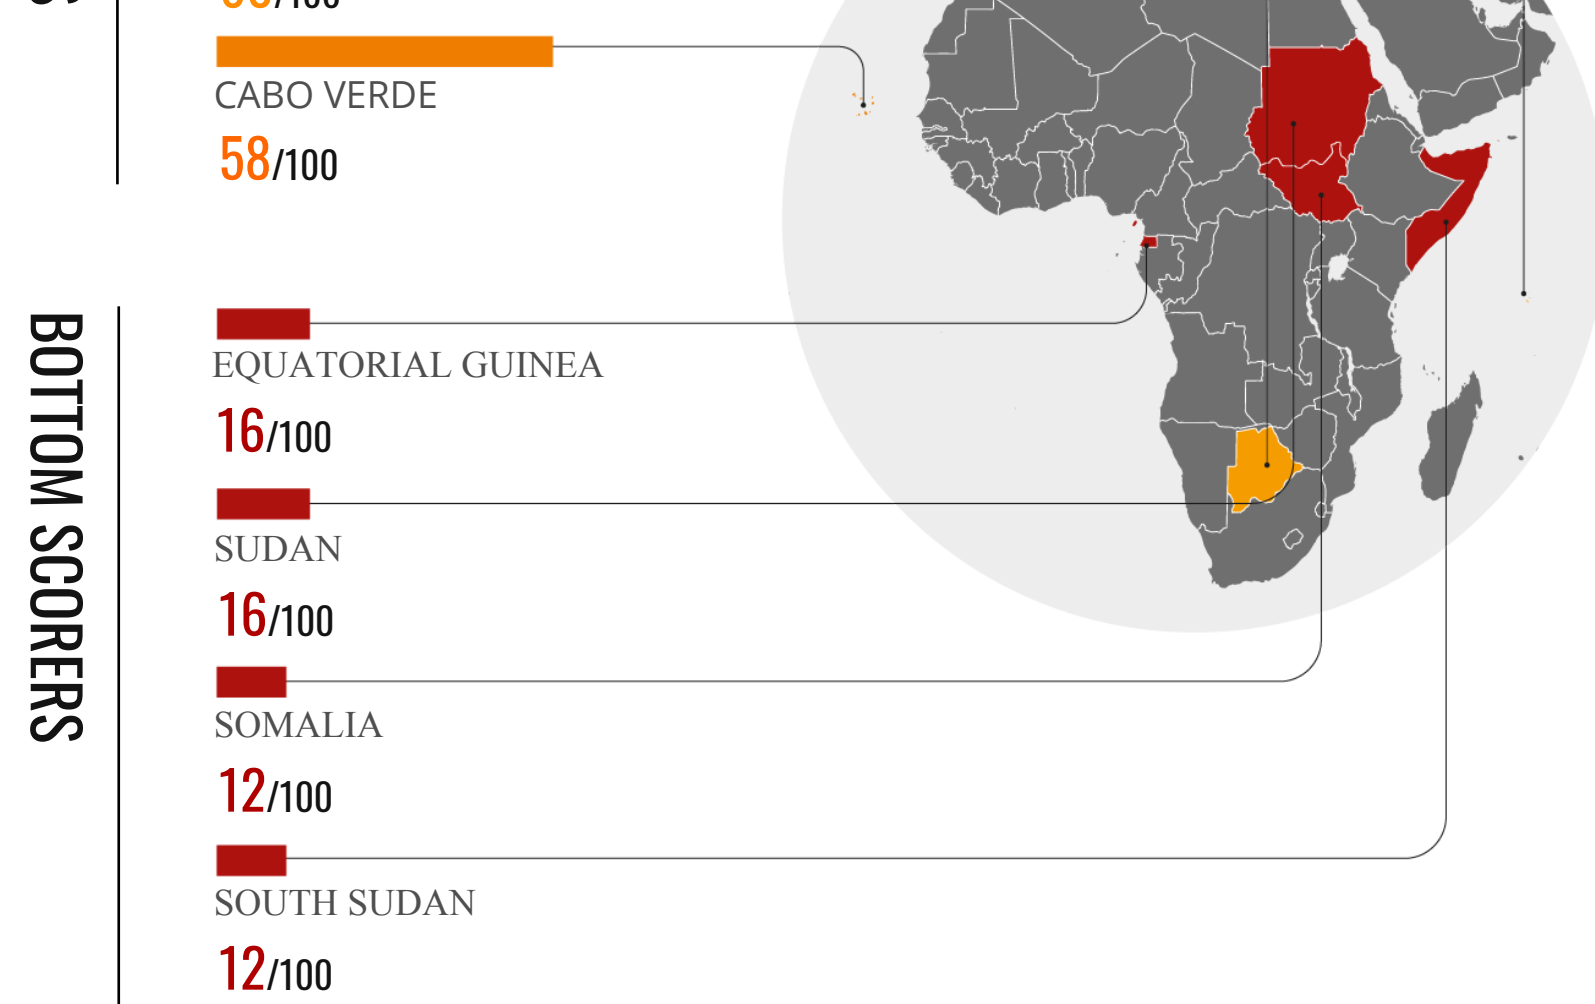 /100
CABO VERDE
58/100
BOTTOM SCORERS
EQUATORIAL GUINEA
16/100
SUDAN
16/100
SOMALIA
12/100
SOUTH SUDAN
12/100